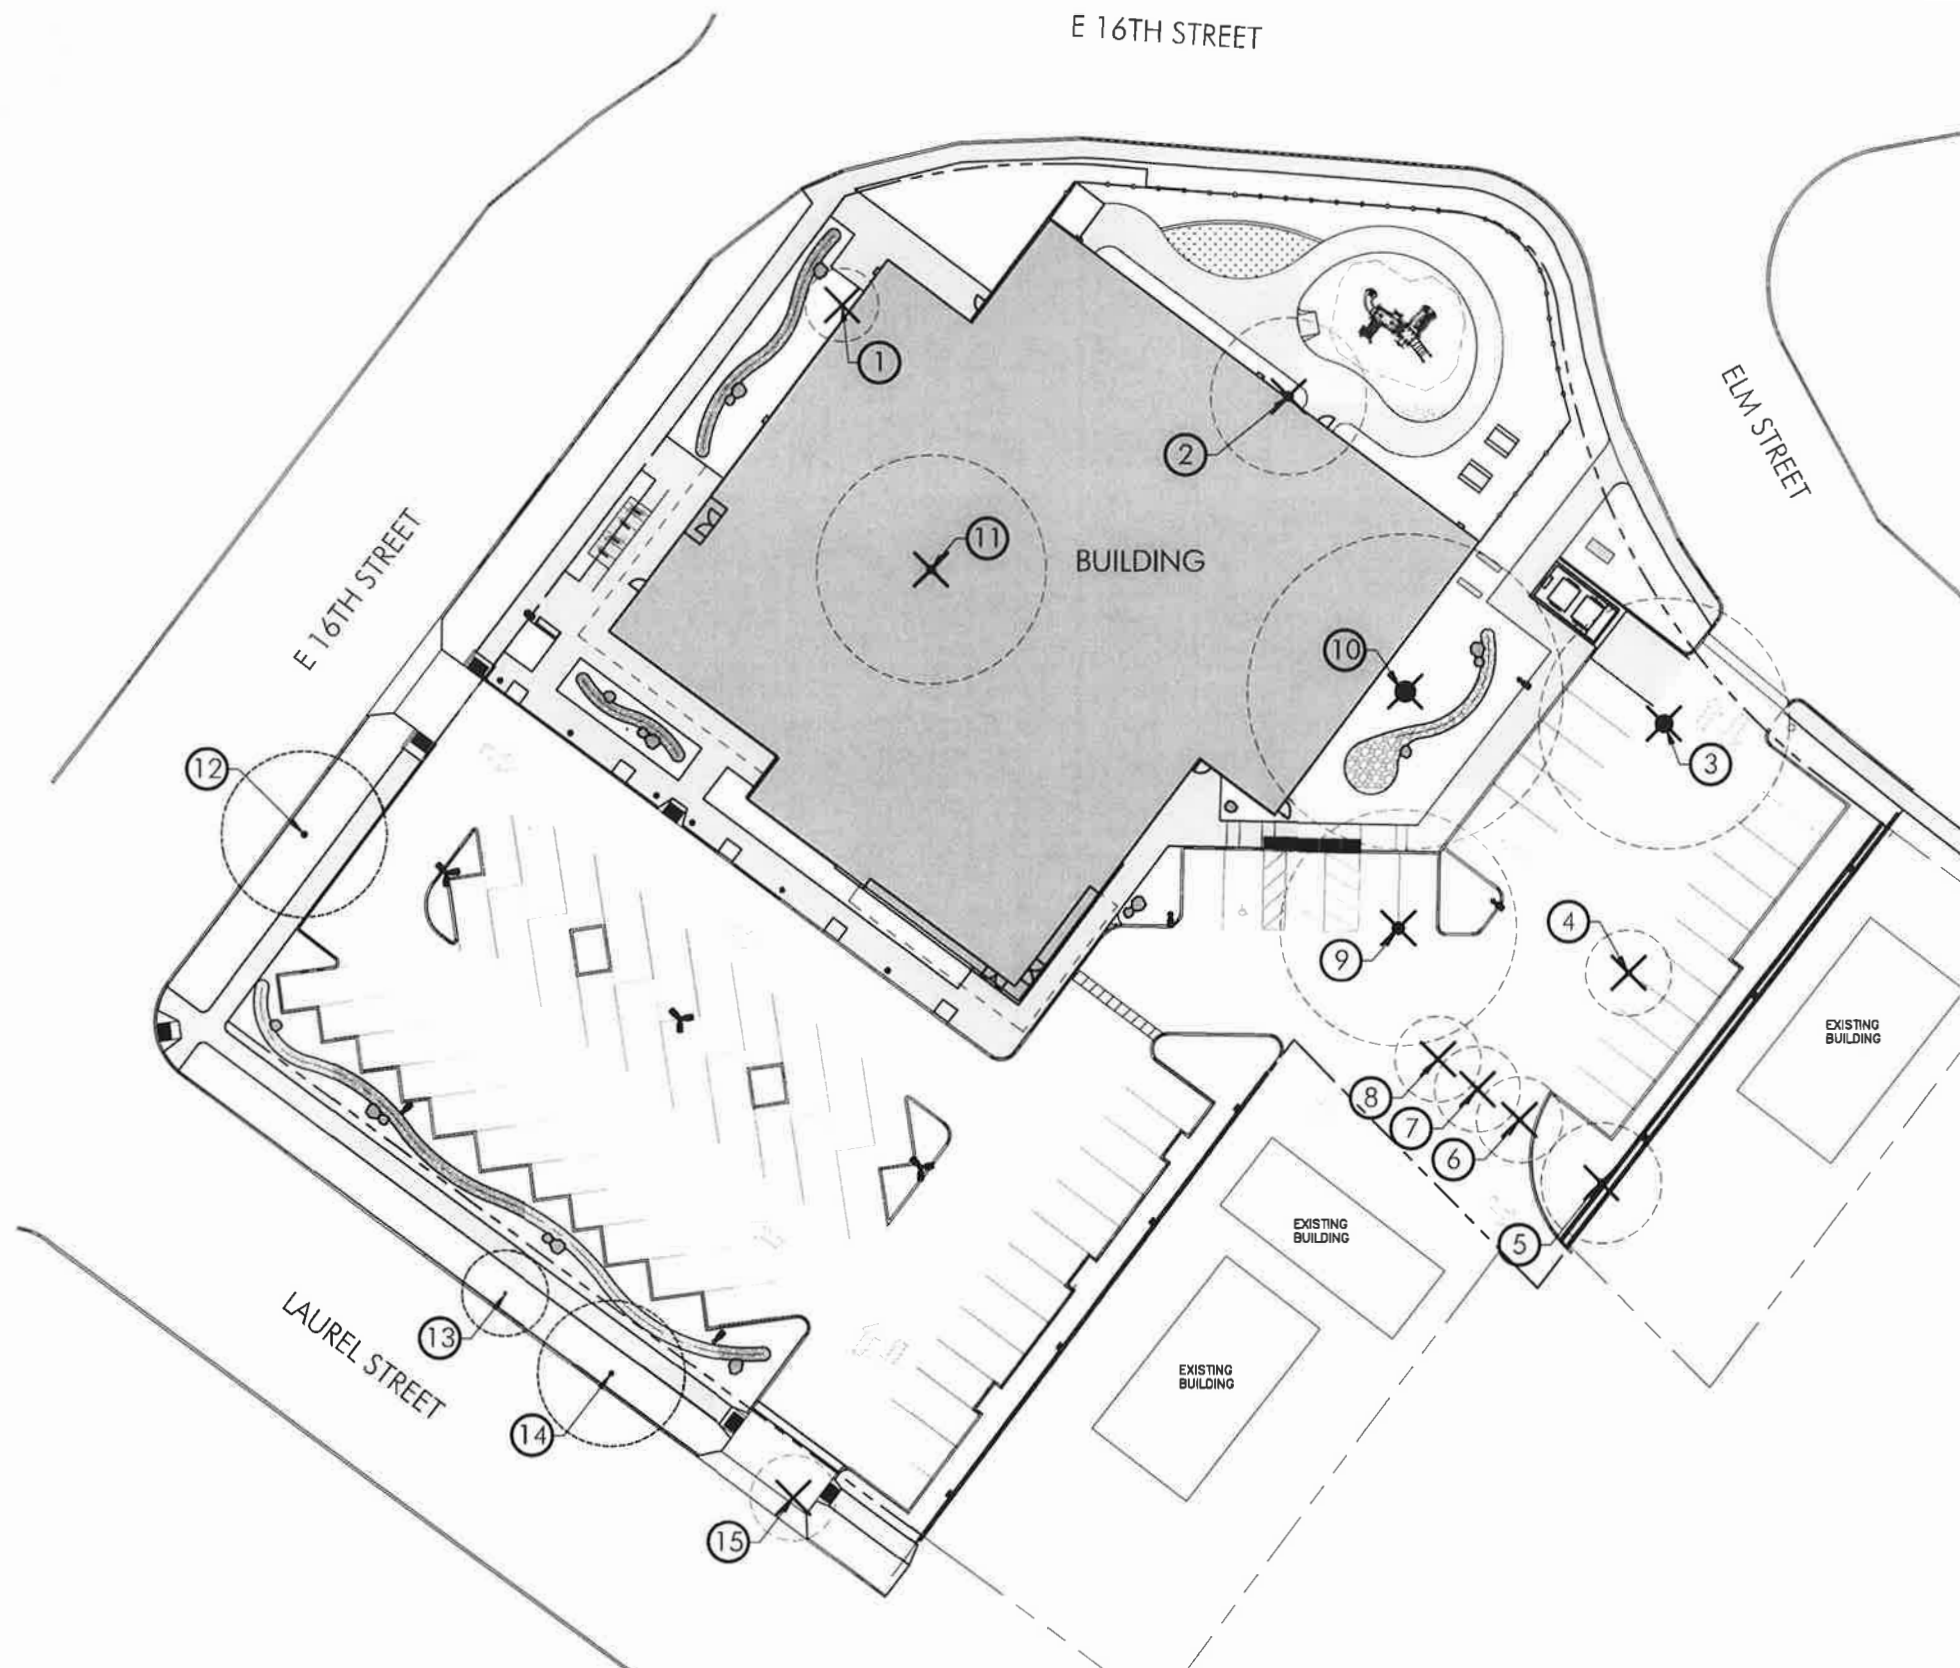 E 16TH STREET
1
ELM STREET
2
11
BUILDING
E 16TH STREET
10
12
3
4
9
EXISTING
BUILDING
8
7
6
EXISTING
BUILDING
5
13
LAUREL STREET
EXISTING
BUILDING
14
15